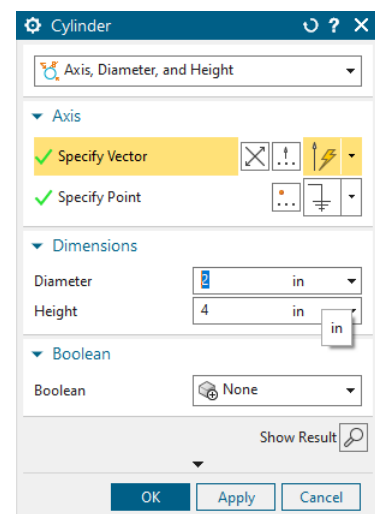 Cylinder ?
Axis, Diameter, and Height
Axis
Specify Vector
Specify Point
Dimensions
Diameter 2 in
Height 4 in
in
Boolean
Boolean None
Show Result
OK Apply Cancel